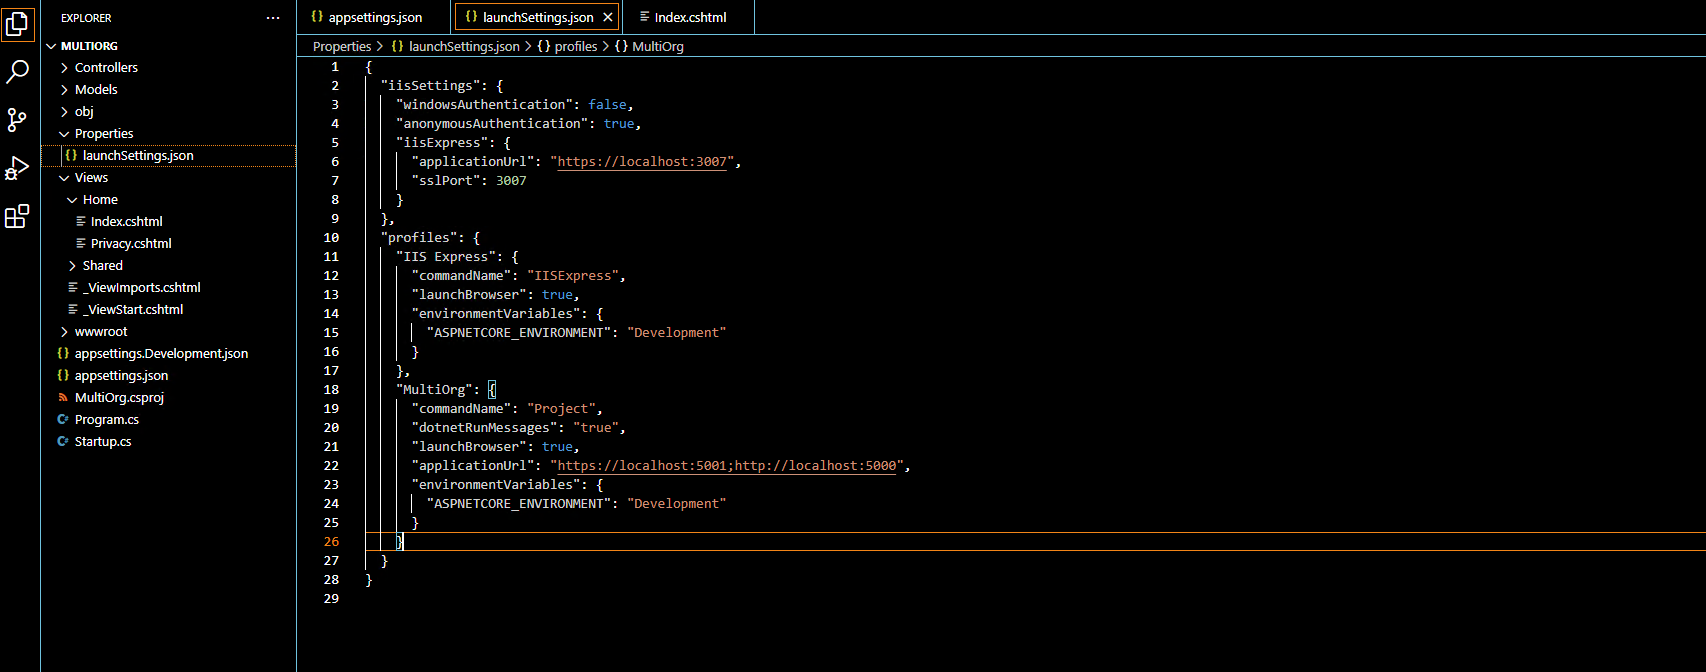 EXPLORER
...
MULTIORG
Controllers
Models
obj
Properties
{} launchSettings.json
Views
Home
Index.cshtml
Privacy.cshtml
Shared
_ViewImports.cshtml
_ViewStart.cshtml
wwwroot
{} appsettings.Development.json
{} appsettings.json
MultiOrg.csproj
C# Program.cs
C# Startup.cs
{} appsettings.json
{} launchSettings.json ×
Index.cshtml
Properties > {} launchSettings.json > {} profiles > {} MultiOrg
1 {
2 "iisSettings": {
3 "windowsAuthentication": false,
4 "anonymousAuthentication": true,
5 "iisExpress": {
6 "applicationUrl": "https://localhost:3007",
7 "sslPort": 3007
8 }
9 },
10 "profiles": {
11 "IIS Express": {
12 "commandName": "IISExpress",
13 "launchBrowser": true,
14 "environmentVariables": {
15 "ASPNETCORE_ENVIRONMENT": "Development"
16 }
17 },
18 "MultiOrg": {
19 "commandName": "Project",
20 "dotnetRunMessages": "true",
21 "launchBrowser": true,
22 "applicationUrl": "https://localhost:5001;http://localhost:5000",
23 "environmentVariables": {
24 "ASPNETCORE_ENVIRONMENT": "Development"
25 }
26 }
27 }
28 }
29